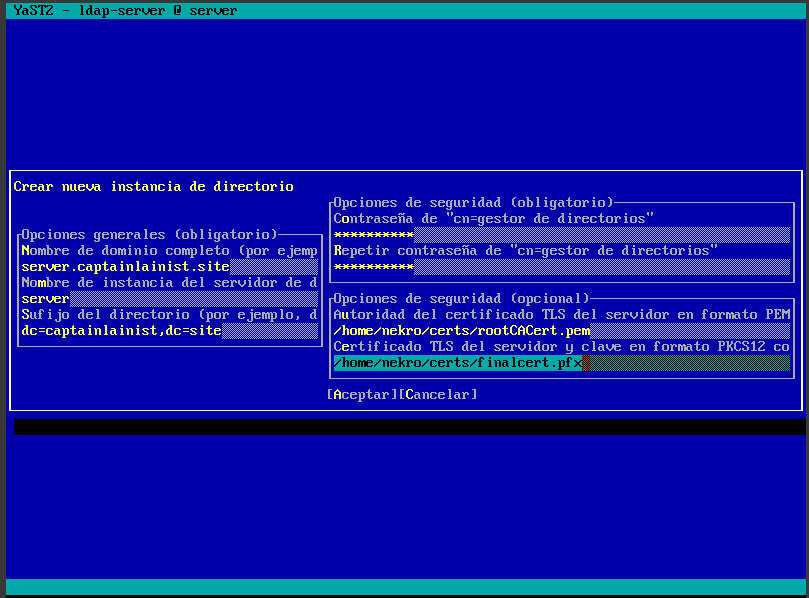 YaST2 - ldap-server @ server
Crear nueva instancia de directorio
Opciones generales (obligatorio)
Nombre de dominio completo (por ejemp
server.captainlainist.site
Nombre de instancia del servidor de d
server
Sufijo del directorio (por ejemplo, d
dc=captainlainist,dc=site
Opciones de seguridad (obligatorio)
Contraseña de "cn=gestor de directorios"
**********
Repetir contraseña de "cn=gestor de directorios"
**********
Opciones de seguridad (opcional)
Autoridad del certificado TLS del servidor en formato PEM
/home/nekro/certs/rootCACert.pem
Certificado TLS del servidor y clave en formato PKCS12 co
/home/nekro/certs/finalcert.pfx
[Aceptar][Cancelar]